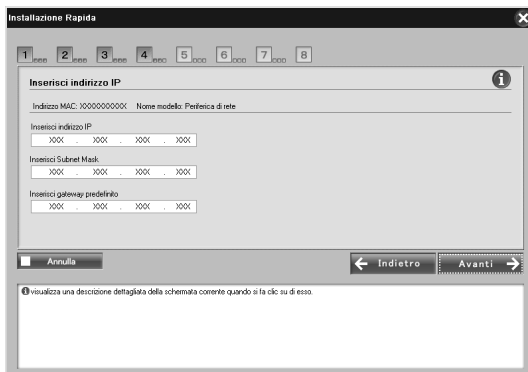 Installazione Rapida
1 2 3 4 5 6 7 8
Inserisci indirizzo IP
Indirizzo MAC: XXXXXXXXXX Nome modello: Periferica di rete
Inserisci indirizzo IP
XXX . XXX . XXX . XXX
Inserisci Subnet Mask
XXX . XXX . XXX . XXX
Inserisci gateway predefinito
XXX . XXX . XXX . XXX
Annulla
Indietro
Avanti
visualizza una descrizione dettagliata della schermata corrente quando si fa clic su di esso.